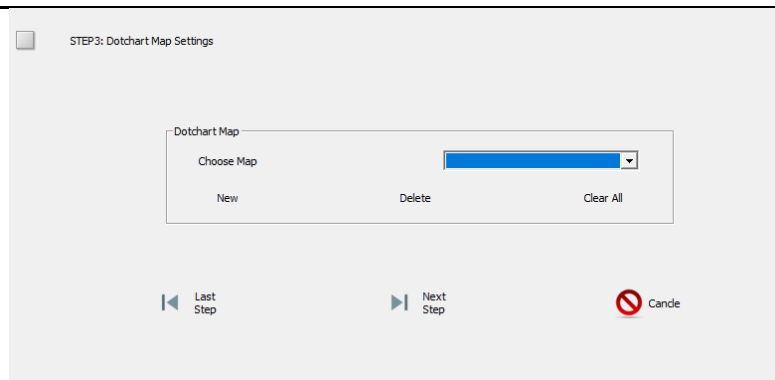 STEP3: Dotchart Map Settings
Dotchart Map
Choose Map
New Delete Clear All
Last Step
Next Step
Cancle